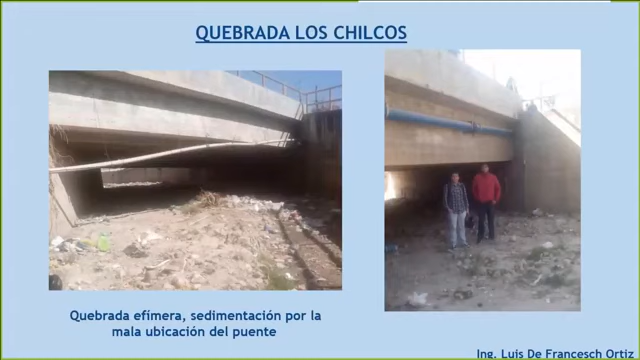 QUEBRADA LOS CHILCOS
Quebrada efímera, sedimentación por la
mala ubicación del puente
Ing. Luis De Francesch Ortiz